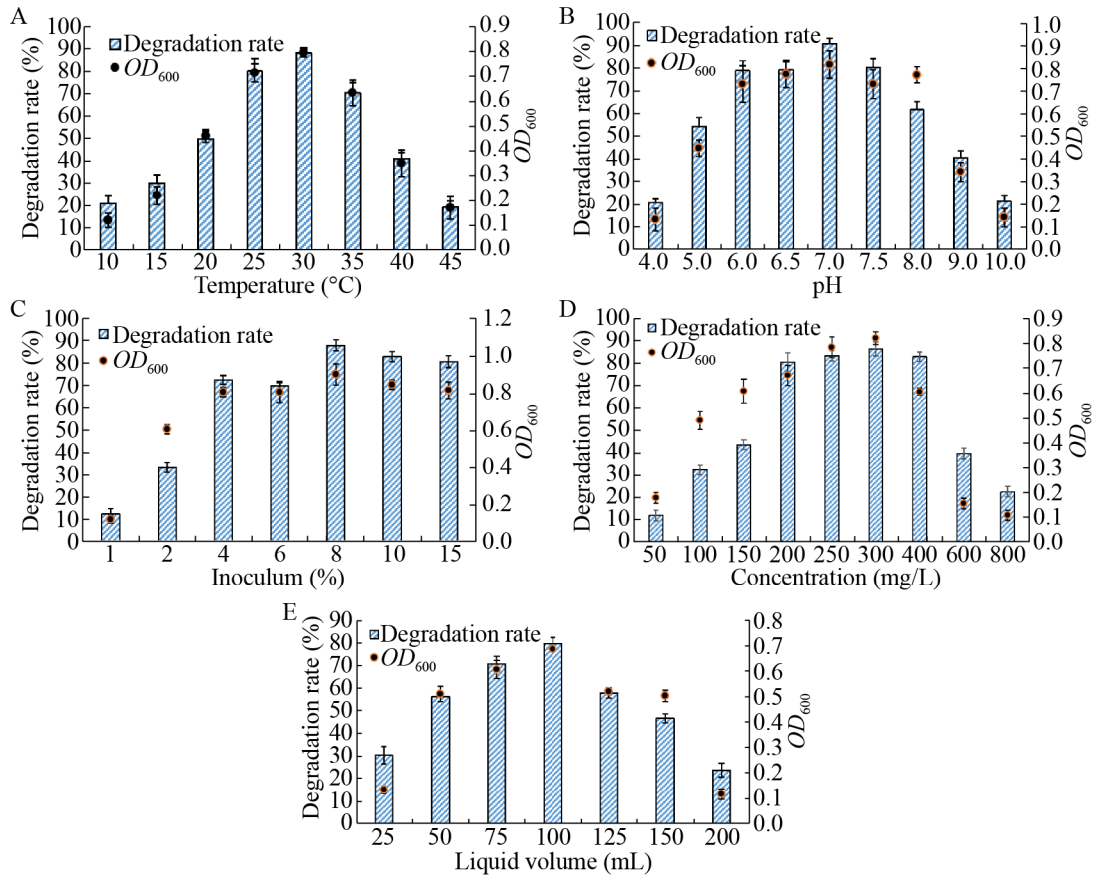 A
Degradation rate (%)
100
90
80
70
60
50
40
30
20
10
0
Degradation rate
OD600
0.9
0.8
0.7
0.6
0.5
0.4
0.3
0.2
0.1
0.0
OD600
10 15 20 25 30 35 40 45
Temperature (°C)
B
Degradation rate (%)
100
90
80
70
60
50
40
30
20
10
0
Degradation rate
OD600
1.0
0.9
0.8
0.7
0.6
0.5
0.4
0.3
0.2
0.1
0.0
OD600
4.0 5.0 6.0 6.5 7.0 7.5 8.0 9.0 10.0
pH
C
Degradation rate (%)
100
90
80
70
60
50
40
30
20
10
0
Degradation rate
OD600
1.2
1.0
0.8
0.6
0.4
0.2
0.0
OD600
1 2 4 6 8 10 15
Inoculum (%)
D
Degradation rate (%)
100
90
80
70
60
50
40
30
20
10
0
Degradation rate
OD600
0.9
0.8
0.7
0.6
0.5
0.4
0.3
0.2
0.1
0.0
OD600
50 100 150 200 250 300 400 600 800
Concentration (mg/L)
E
Degradation rate (%)
90
80
70
60
50
40
30
20
10
0
Degradation rate
OD600
0.8
0.7
0.6
0.5
0.4
0.3
0.2
0.1
0.0
OD600
25 50 75 100 125 150 200
Liquid volume (mL)